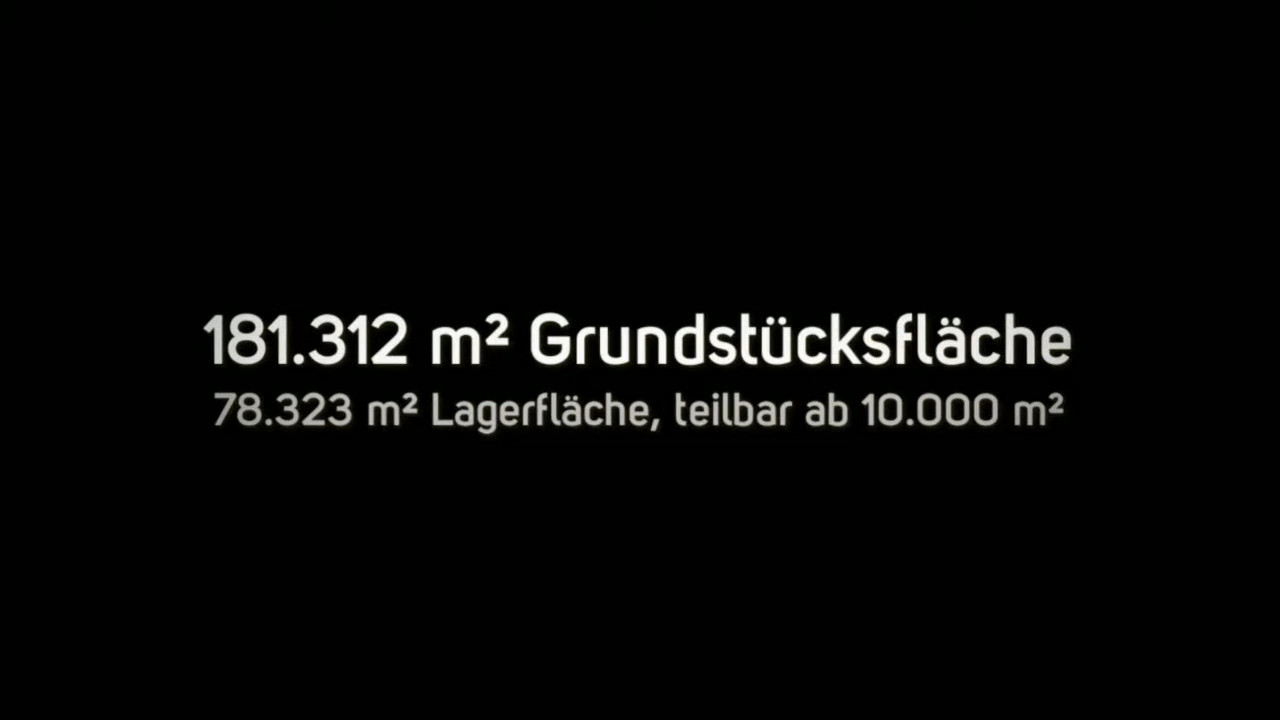 181.312 m² Grundstücksfläche
78.323 m² Lagerfläche, teilbar ab 10.000 m²